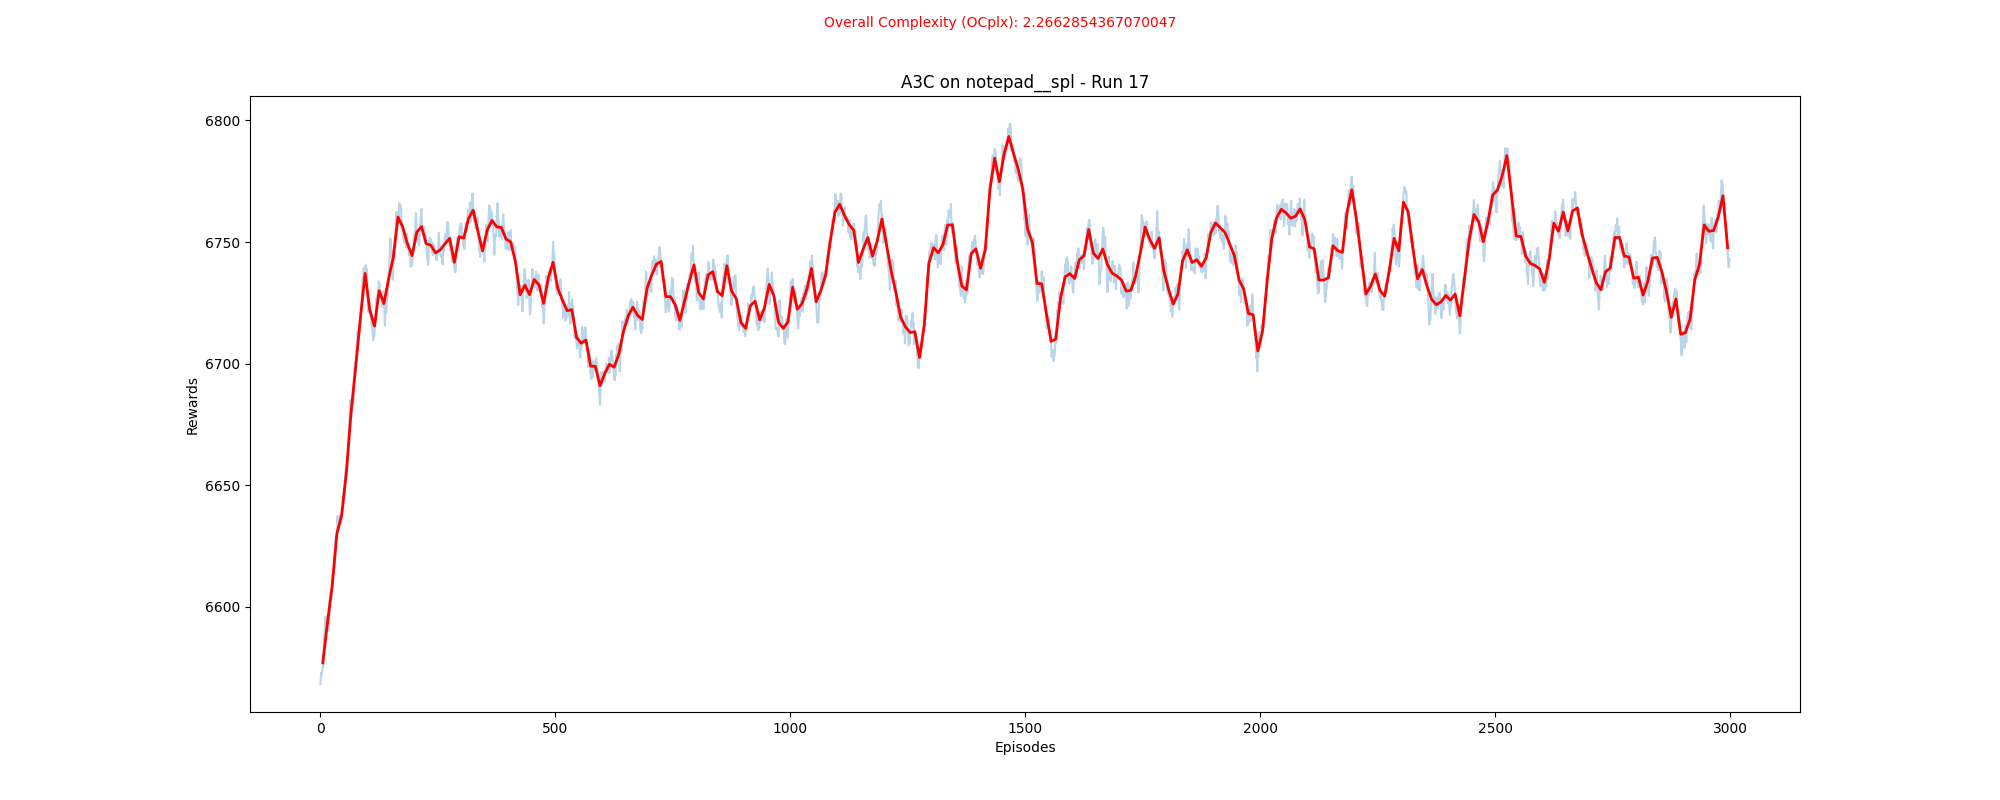 Overall Complexity (OCplx): 2.2662854367070047
A3C on notepad__spl - Run 17
6800
6750
6700
6650
6600
Rewards
0 500 1000 1500 2000 2500 3000
Episodes